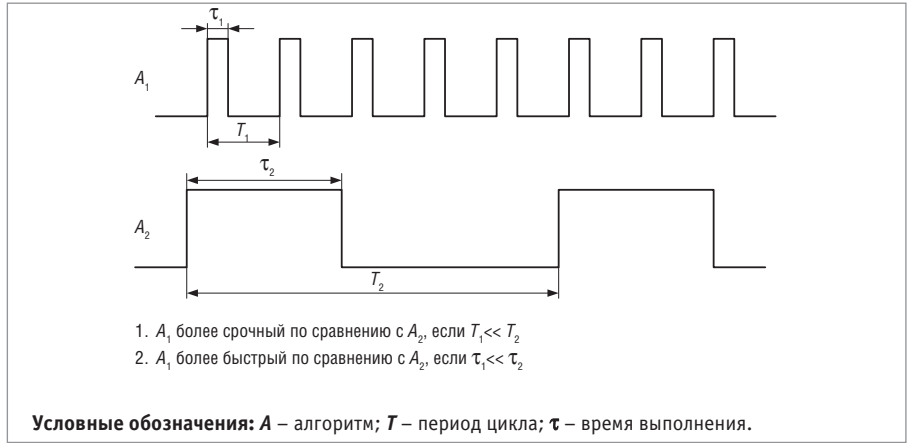 τ₁
A₁
T₁
τ₂
A₂
T₂
1. A₁ более срочный по сравнению с A₂, если T₁<< T₂
2. A₁ более быстрый по сравнению с A₂, если τ₁<< τ₂
Условные обозначения: A – алгоритм; T – период цикла; τ – время выполнения.